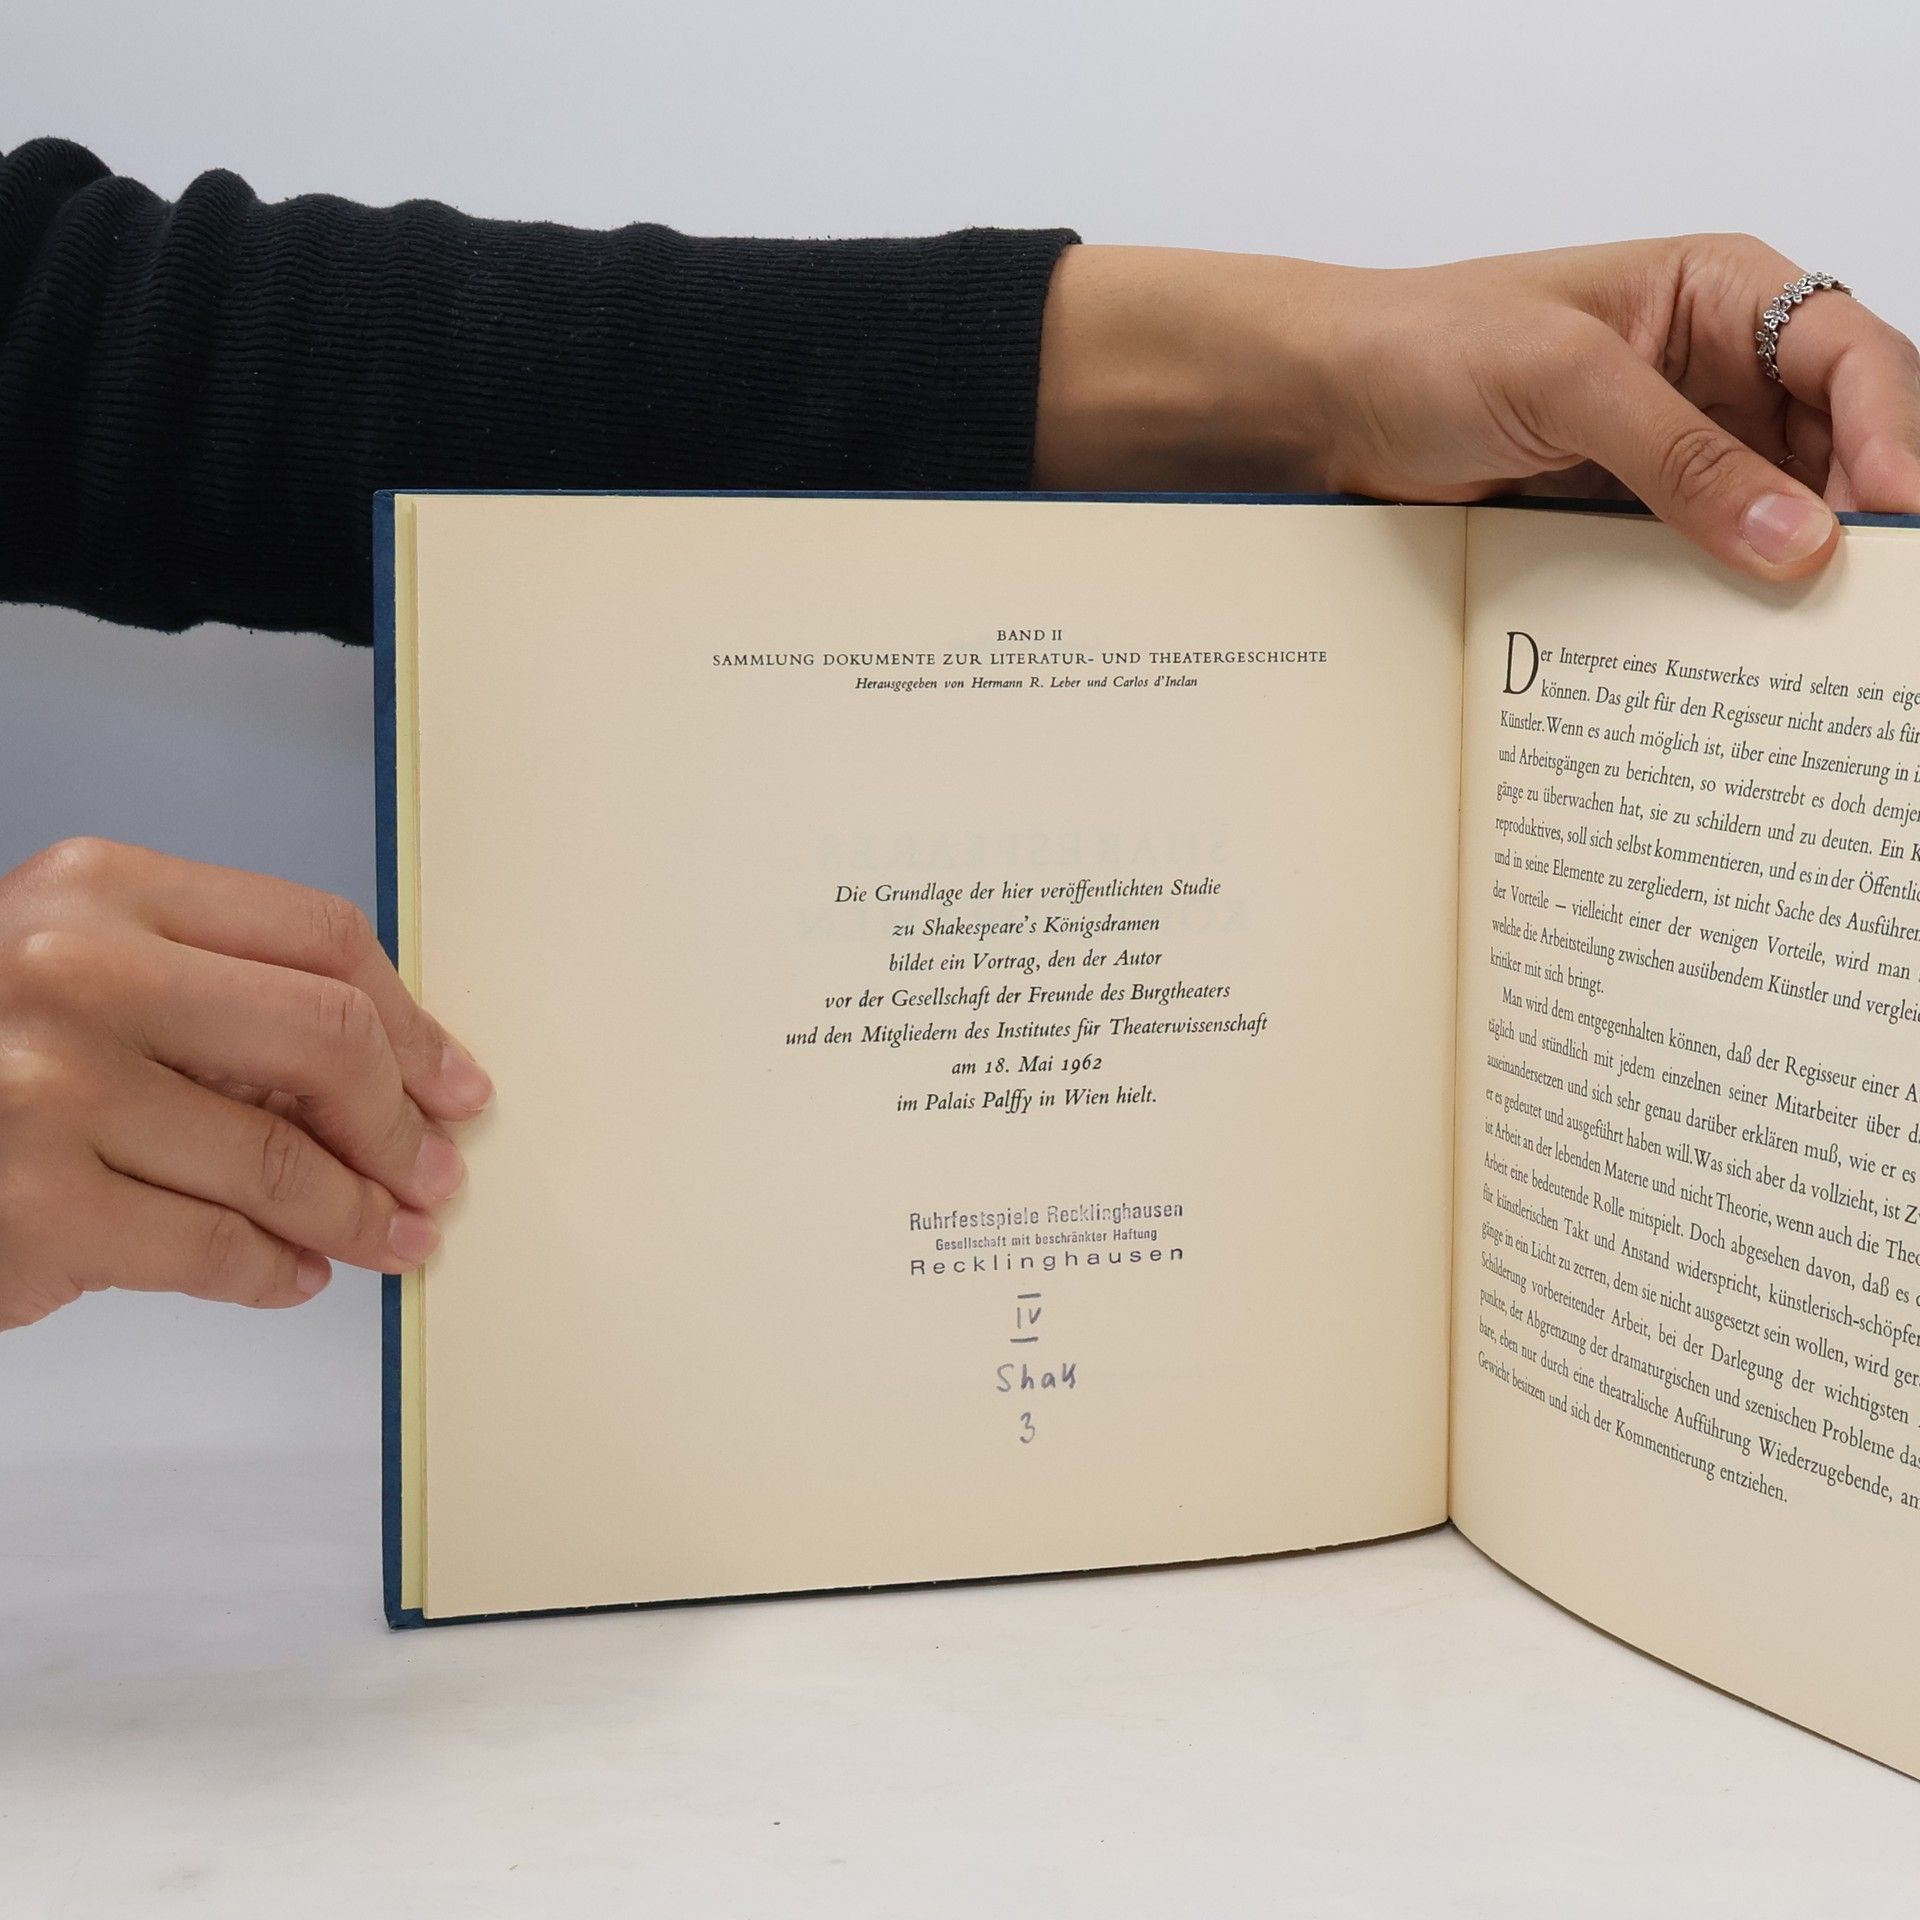 BAND II
SAMMLUNG DOKUMENTE ZUR LITERATUR- UND THEATERGESCHICHTE
Herausgegeben von Hermann R. Leber und Carlos d'Inclan
Die Grundlage der hier veröffentlichten Studie
zu Shakespeare's Königsdramen
bildet ein Vortrag, den der Autor
vor der Gesellschaft der Freunde des Burgtheaters
und den Mitgliedern des Institutes für Theaterwissenschaft
am 18. Mai 1962
im Palais Palffy in Wien hielt.
Ruhrfestspiele Recklinghausen
Gesellschaft mit beschränkter Haftung
Recklinghausen
IV
Shak
3
Der Interpret eines Kunstwerkes wird selten sein
können. Das gilt für den Regisseur nicht anders als für
Künstler. Wenn es auch möglich ist, über eine Inszenierung in
und Arbeitsgängen zu berichten, so widerstrebt es doch
gänge zu überwachen hat, sie zu schildern und zu deuten. Ein
reproduktives, soll sich selbst kommentieren, und es in der
und in seine Elemente zu zergliedern, ist nicht Sache des
der Vorteile – vielleicht einer der wenigen Vorteile, wird man
welche die Arbeitsteilung zwischen ausübendem Künstler und
kritiker mit sich bringt.
Man wird dem entgegenhalten können, daß der Regisseur einer
täglich und stündlich mit jedem einzelnen seiner Mitarbeiter über
auseinandersetzen und sich sehr genau darüber erklären muß, wie er es
er es gedeutet und ausgeführt haben will. Was sich aber da vollzieht, ist
ist Arbeit an der lebenden Materie und nicht Theorie, wenn auch die
Arbeit eine bedeutende Rolle mitspielt. Doch abgesehen davon, daß es
für künstlerischen Takt und Anstand widerspricht,
gänge in ein Licht zu zerren, dem sie nicht ausgesetzt sein wollen, wird
Schilderung vorbereitender Arbeit, bei der Darlegung der wichtigsten
punkte, der Abgrenzung der dramaturgischen und szenischen Probleme das
bare, eben nur durch eine theatralische Aufführung Wiederzugebende,
Gewicht besitzen und sich der Kommentierung entziehen.